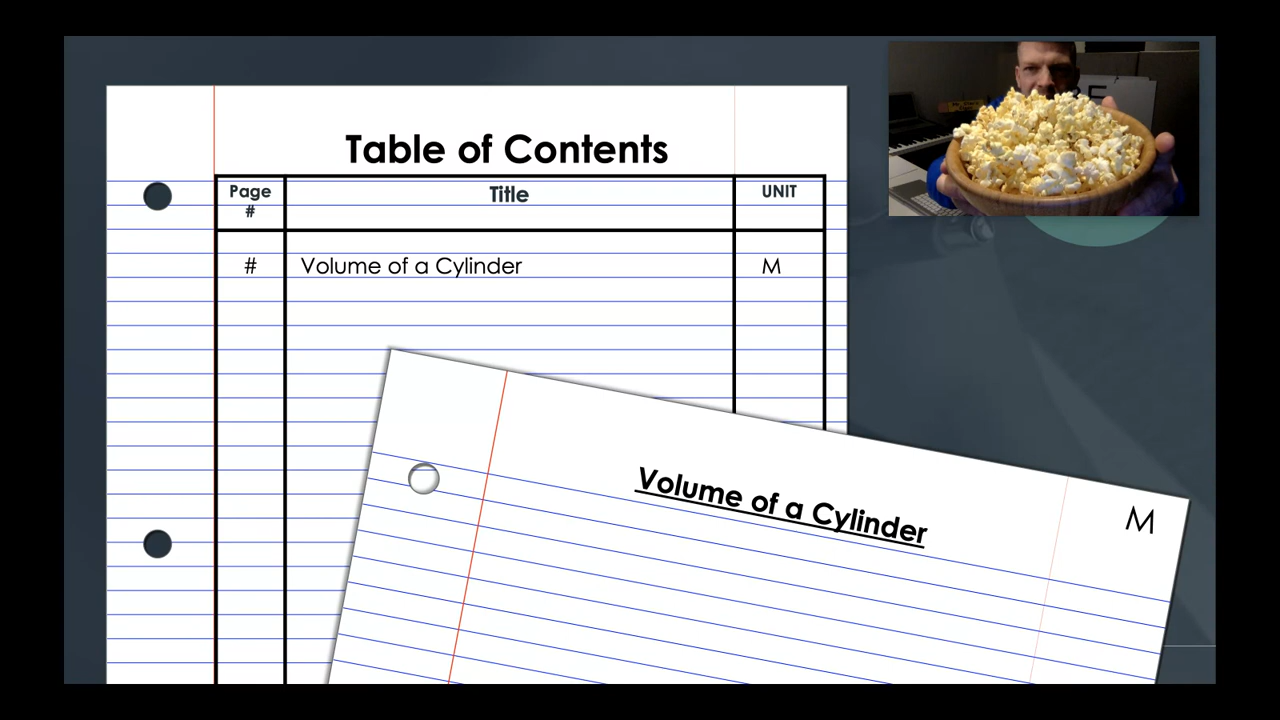 Table of Contents
Page
#
Title
UNIT
#
Volume of a Cylinder
M
Volume of a Cylinder
M